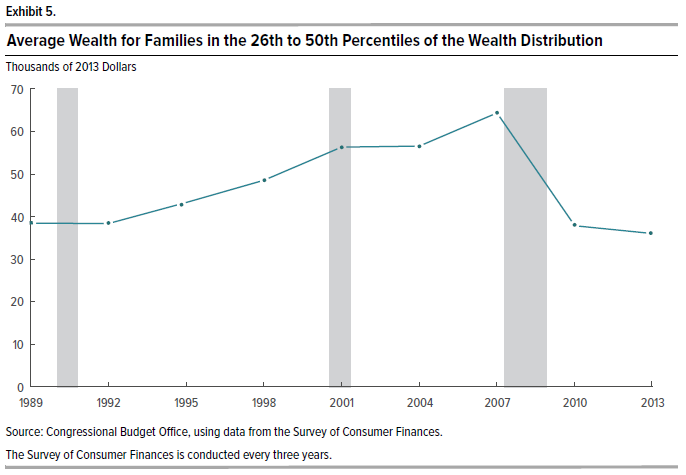 Exhibit 5.
Average Wealth for Families in the 26th to 50th Percentiles of the Wealth Distribution
Thousands of 2013 Dollars
70
60
50
40
30
20
10
0
1989 1992 1995 1998 2001 2004 2007 2010 2013
Source: Congressional Budget Office, using data from the Survey of Consumer Finances.
The Survey of Consumer Finances is conducted every three years.